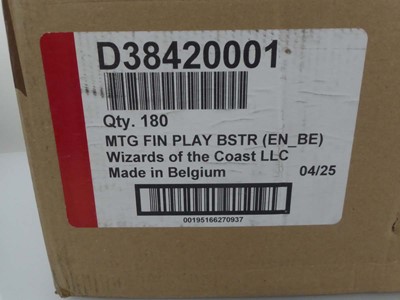 D38420001
Qty. 180
MTG FIN PLAY BSTR (EN_BE)
Wizards of the Coast LLC
Made in Belgium 04/25
00195166270937